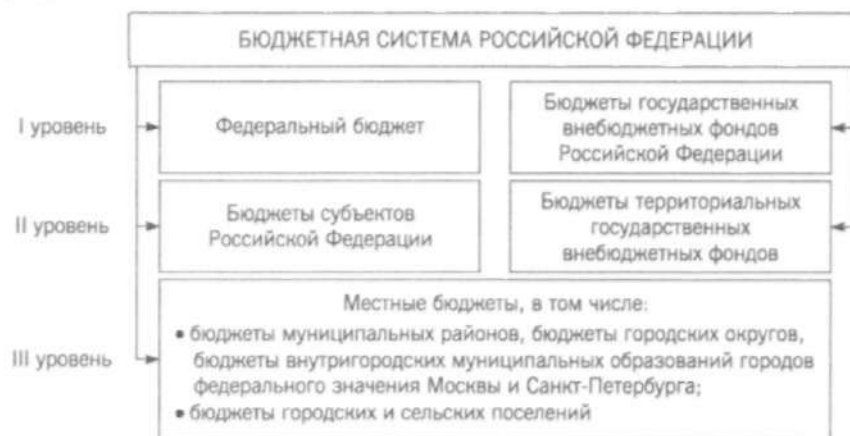 БЮДЖЕТНАЯ СИСТЕМА РОССИЙСКОЙ ФЕДЕРАЦИИ
I уровень
Федеральный бюджет
Бюджеты государственных
внебюджетных фондов
Российской Федерации
II уровень
Бюджеты субъектов
Российской Федерации
Бюджеты территориальных
государственных
внебюджетных фондов
III уровень
Местные бюджеты, в том числе:
• бюджеты муниципальных районов, бюджеты городских округов,
бюджеты внутригородских муниципальных образований городов
федерального значения Москвы и Санкт-Петербурга;
• бюджеты городских и сельских поселений